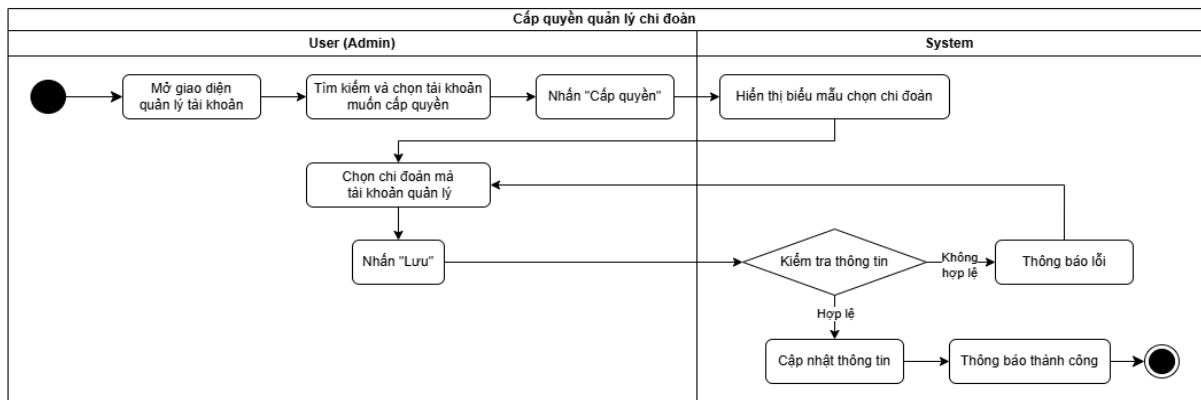 Cấp quyền quản lý chi đoàn
User (Admin)
System
Mở giao diện
quản lý tài khoản
Tìm kiếm và chọn tài khoản
muốn cấp quyền
Nhấn "Cấp quyền"
Hiển thị biểu mẫu chọn chi đoàn
Chọn chi đoàn mà
tài khoản quản lý
Nhấn "Lưu"
Kiểm tra thông tin
Không
hợp lệ
Thông báo lỗi
Hợp lệ
Cập nhật thông tin
Thông báo thành công